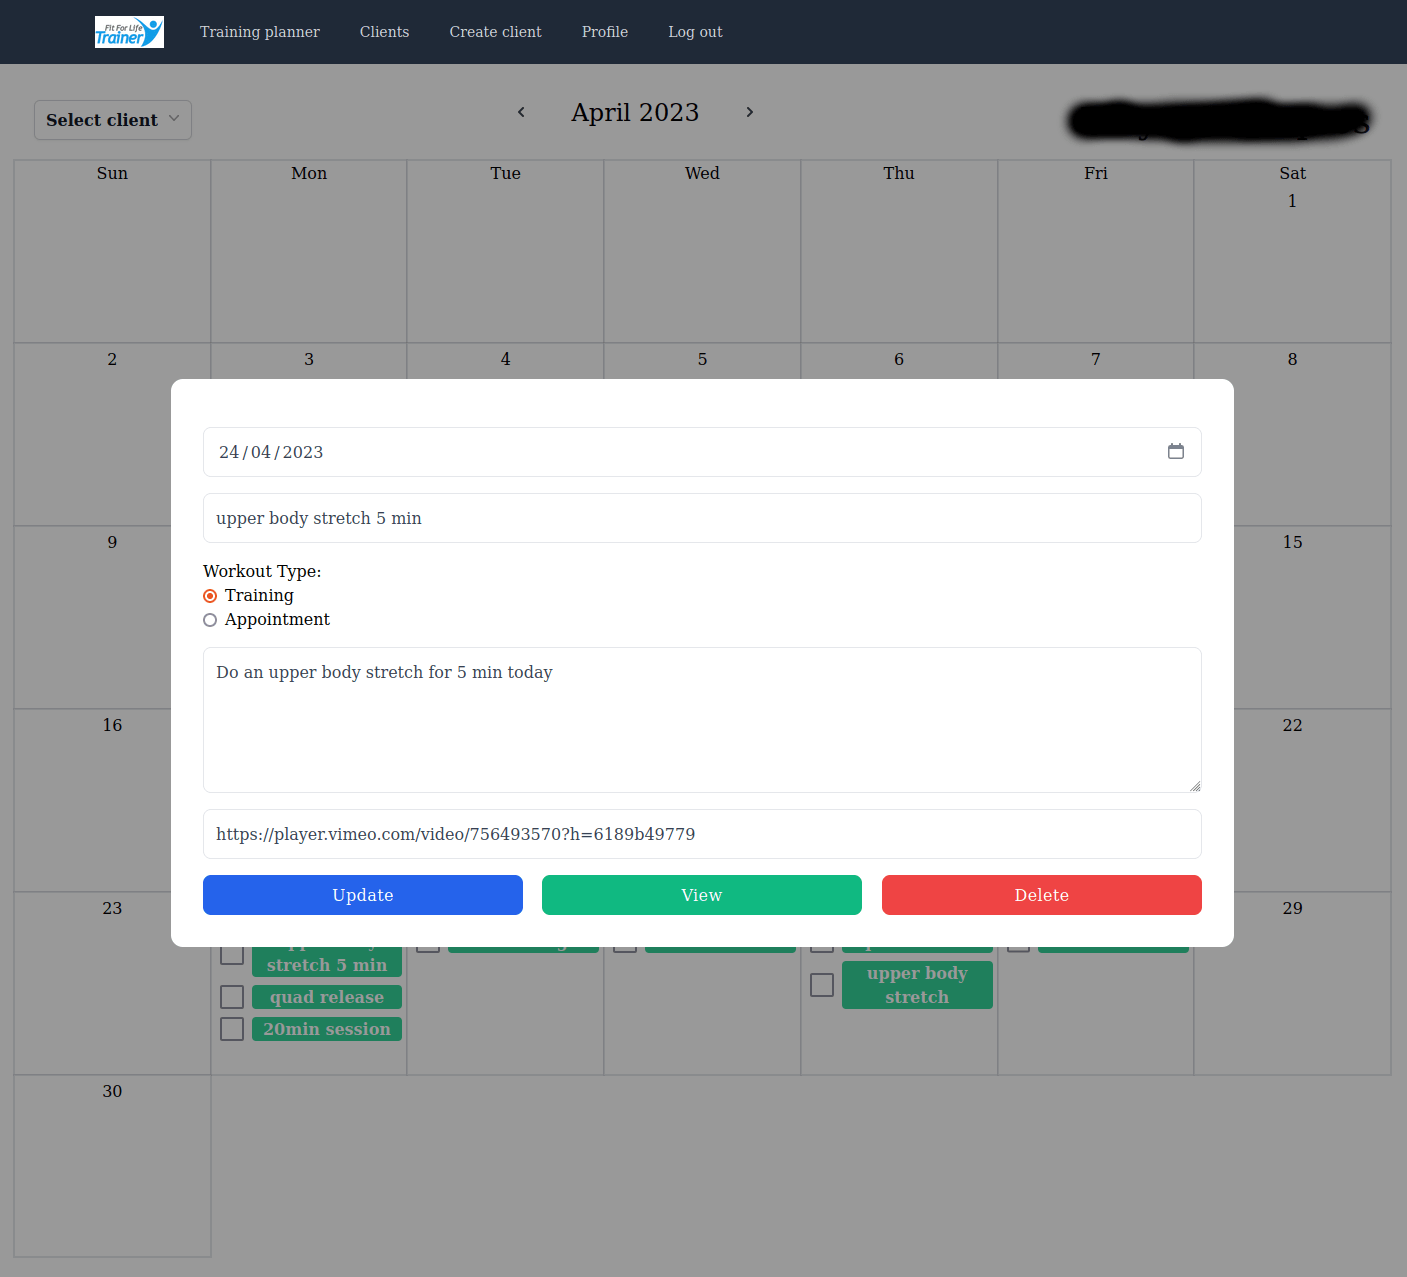 Fit For Life
Trainer
Training planner Clients Create client Profile Log out
Select client
April 2023
Sun Mon Tue Wed Thu Fri Sat
1
2 3 4 5 6 7 8
24/04/2023
upper body stretch 5 min
9 15
Workout Type:
Training
Appointment
Do an upper body stretch for 5 min today
16 22
https://player.vimeo.com/video/756493570?h=6189b49779
Update View Delete
23 29
stretch 5 min
quad release
20min session
upper body
stretch
30